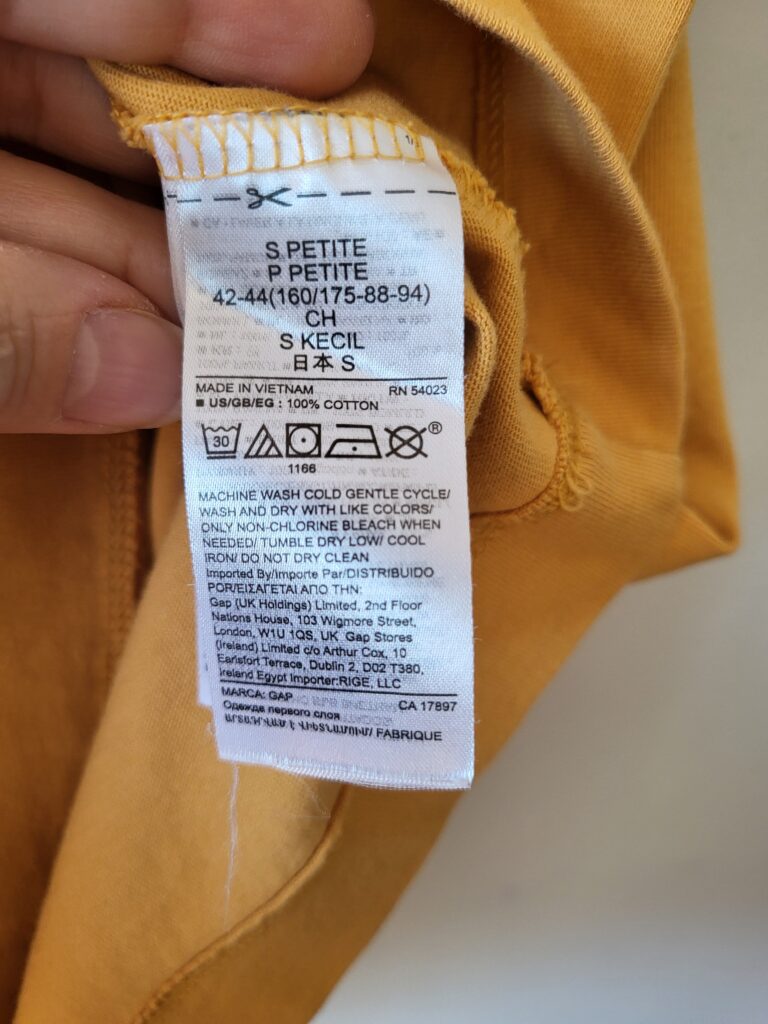 S PETITE
P PETITE
42-44(160/175-88-94)
CH
S KECIL
日本 S
MADE IN VIETNAM RN 54023
■ US/GB/EG : 100% COTTON
30 ®
1166
MACHINE WASH COLD GENTLE CYCLE/
WASH AND DRY WITH LIKE COLORS/
ONLY NON-CHLORINE BLEACH WHEN
NEEDED/ TUMBLE DRY LOW/ COOL
IRON/ DO NOT DRY CLEAN
Imported By/Importe Par/DISTRIBUIDO
POR/ΕΙΣΑΓΕΤΑΙ ΑΠΟ ΤΗΝ:
Gap (UK Holdings) Limited, 2nd Floor
Nations House, 103 Wigmore Street,
London, W1U 1QS, UK Gap Stores
(Ireland) Limited c/o Arthur Cox, 10
Earlsfort Terrace, Dublin 2, D02 T380,
Ireland Egypt Importer:RIGE, LLC
MARCA: GAP CA 17897
Одежде первого слоя
FABRIQUE